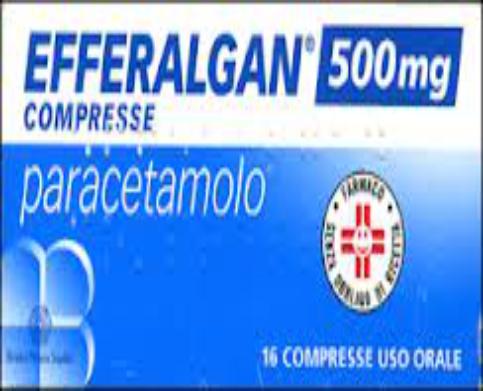 EFFERALGAN® 500mg
COMPRESSE
paracetamolo
FARMACO
SENZA OBBLIGO DI RICETTA
16 COMPRESSE USO ORALE